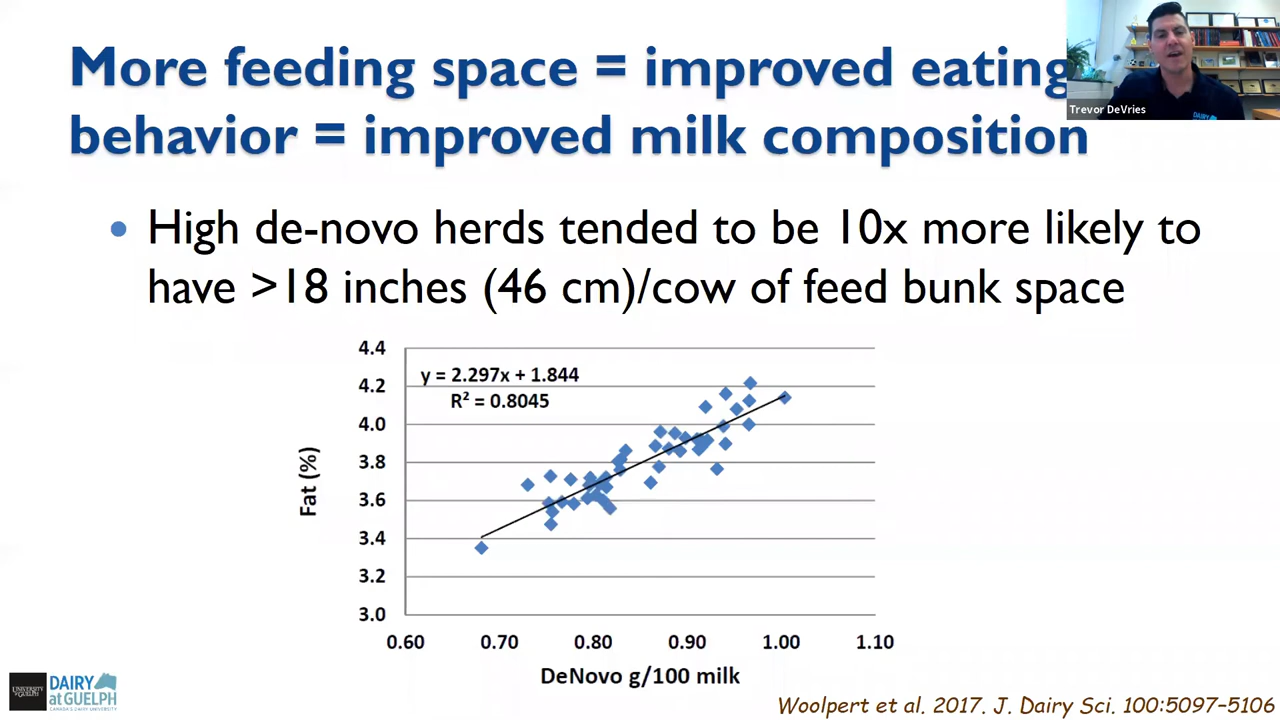 More feeding space = improved eating
behavior = improved milk composition
Trevor DeVries
• High de-novo herds tended to be 10x more likely to
have >18 inches (46 cm)/cow of feed bunk space
y = 2.297x + 1.844
R² = 0.8045
4.4
4.2
4.0
3.8
3.6
3.4
3.2
3.0
Fat (%)
0.60 0.70 0.80 0.90 1.00 1.10
DeNovo g/100 milk
UNIVERSITY
of GUELPH
DAIRY
at GUELPH
CANADA'S DAIRY UNIVERSITY
Woolpert et al. 2017. J. Dairy Sci. 100:5097–5106